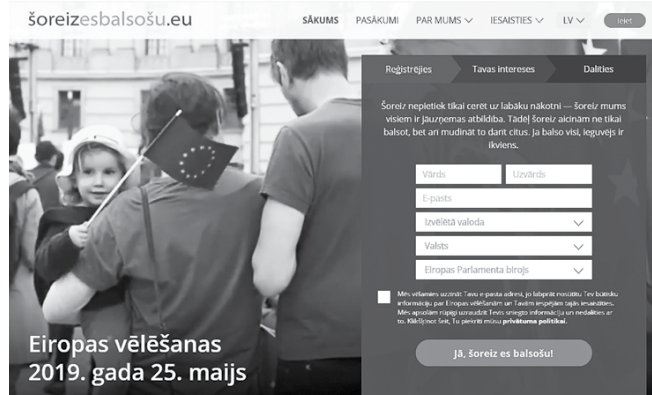 šoreizesbalsošu.eu
SĀKUMS PASĀKUMI PAR MUMS IESAISTIES LV Ieiet
Reģistrējies Tavas intereses Dalīties
Šoreiz nepietiek tikai cerēt uz labāku nākotni — šoreiz mums
visiem ir jāuzņemas atbildība. Tādēļ šoreiz aicinām ne tikai
balsot, bet arī mudināt to darīt citus. Ja balso visi, ieguvējs ir
ikviens.
Vārds Uzvārds
E-pasts
Izvēlētā valoda
Valsts
Eiropas Parlamenta birojs
Mēs vēlamies uzzināt Tavu e-pasta adresi, jo labprāt nosūtītu Tev būtisku
informāciju par Eiropas vēlēšanām un Tavām iespējām tajās iesaistīties.
Mēs apsolām rūpīgi uzraudzīt Tevis sniegto informāciju un nedalīties ar
to. Klikšķinot šeit, Tu piekrīti mūsu privātuma politikai.
Jā, šoreiz es balsošu!
Eiropas vēlēšanas
2019. gada 25. maijs